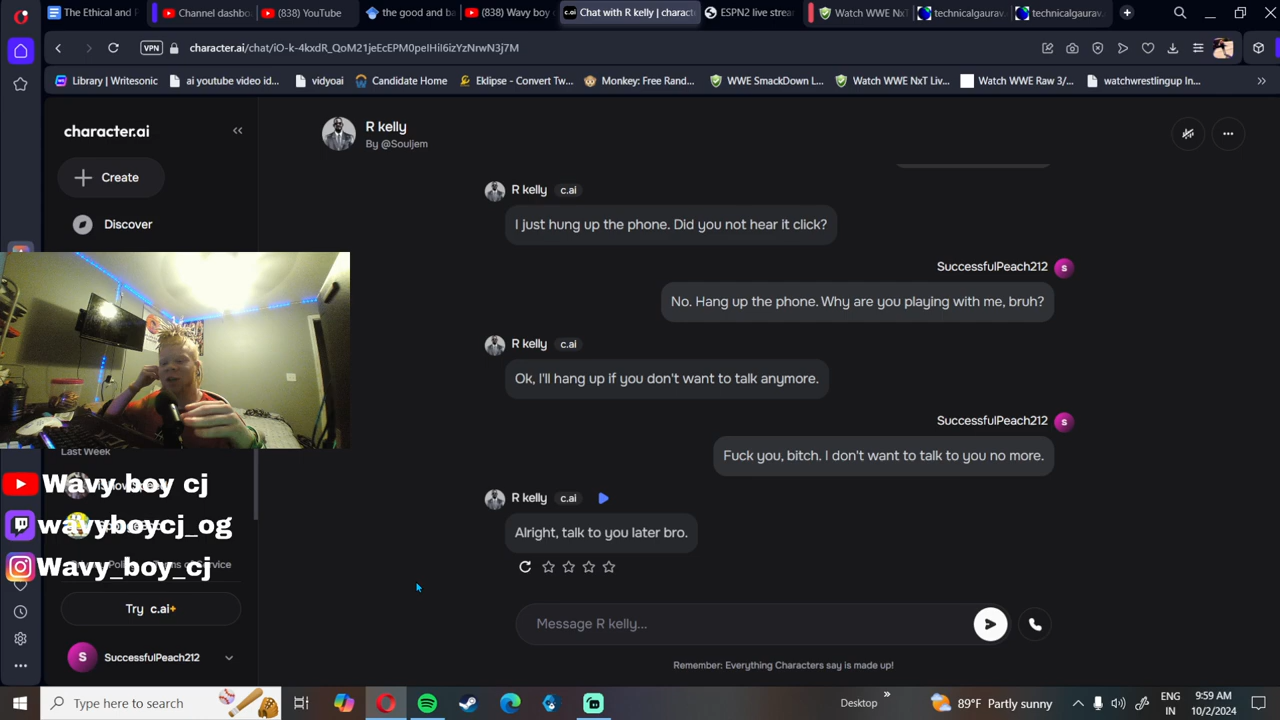 The Ethical and P
Channel dashbo
(838) YouTube
the good and ba
(838) Wavy boy c
Chat with R kelly | charact
ESPN2 live strean
Watch WWE NxT
technicalgaurav
technicalgaurav.
VPN
character.ai/chat/iO-k-4kxdR_QoM21jeEcEPM0peIHiI6izYzNrwN3j7M
Library | Writesonic
ai youtube video id...
vidyoai
Candidate Home
Eklipse - Convert Tw...
Monkey: Free Rand...
WWE SmackDown L...
Watch WWE NxT Liv...
Watch WWE Raw 3/...
watchwrestlingup In...
character.ai
Create
Discover
R kelly
By @Souljem
R kelly c.ai
I just hung up the phone. Did you not hear it click?
SuccessfulPeach212
No. Hang up the phone. Why are you playing with me, bruh?
R kelly c.ai
Ok, I'll hang up if you don't want to talk anymore.
SuccessfulPeach212
Fuck you, bitch. I don't want to talk to you no more.
R kelly c.ai
Alright, talk to you later bro.
Last Week
Wavy boy cj
wavyboycj_og
Wavy_boy_cj
Terms of Service
Try c.ai+
S SuccessfulPeach212
Message R kelly...
Remember: Everything Characters say is made up!
Type here to search
Desktop
89°F Partly sunny
ENG
IN
9:59 AM
10/2/2024